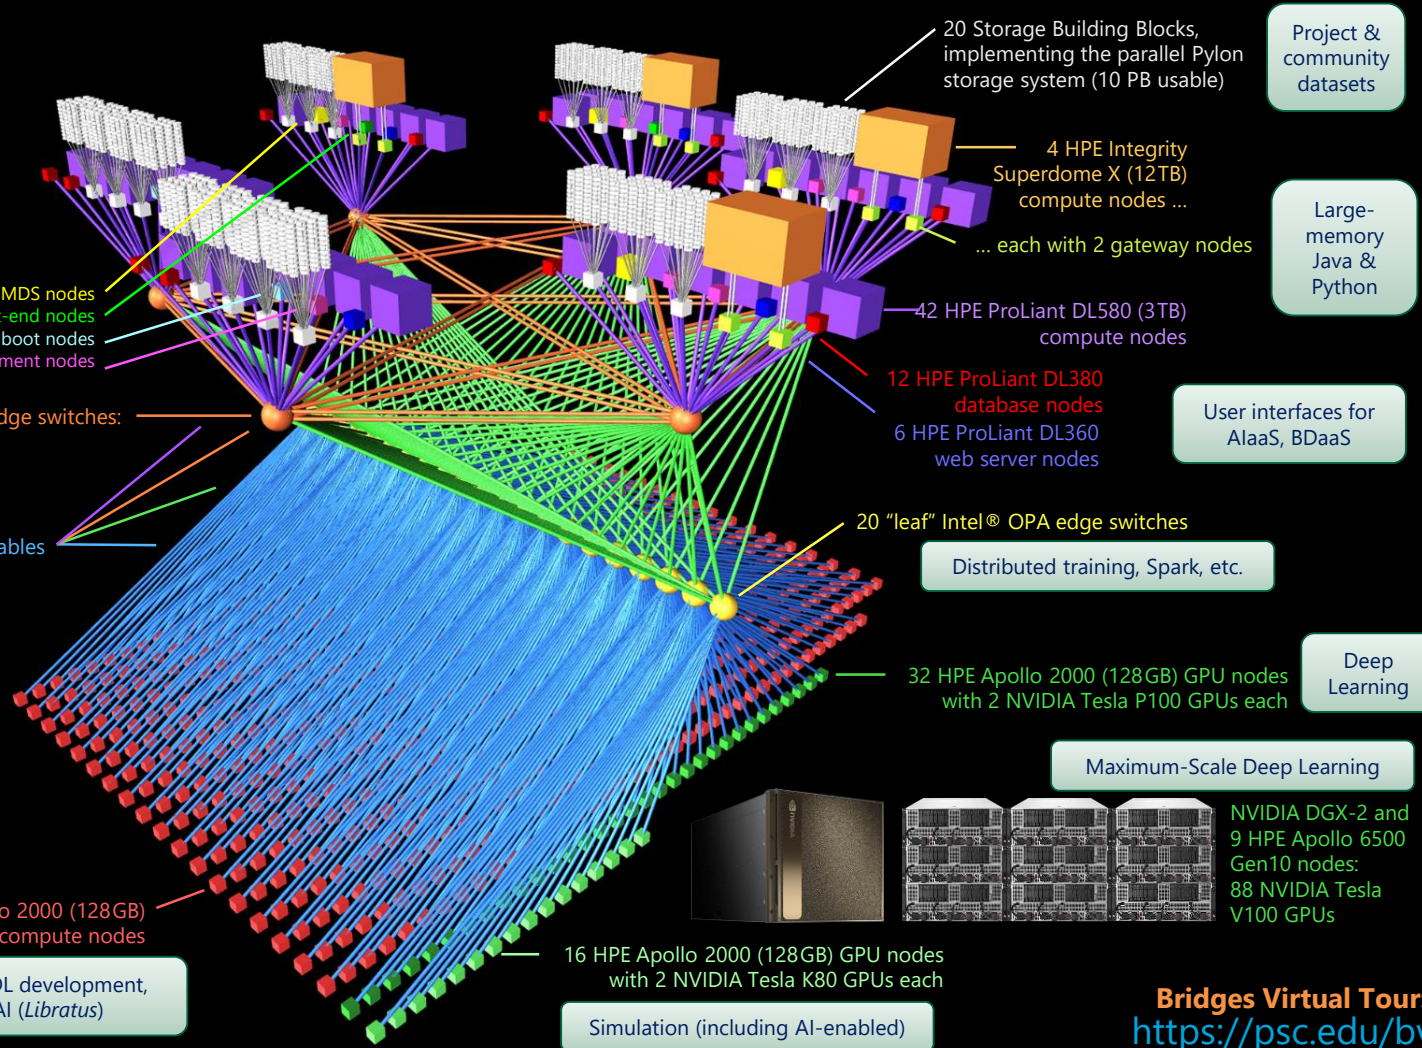 20 Storage Building Blocks,
implementing the parallel Pylon
storage system (10 PB usable)
Project &
community
datasets
4 HPE Integrity
Superdome X (12TB)
compute nodes ...
... each with 2 gateway nodes
Large-
memory
Java &
Python
MDS nodes
-end nodes
boot nodes
ment nodes
42 HPE ProLiant DL580 (3TB)
compute nodes
12 HPE ProLiant DL380
database nodes
6 HPE ProLiant DL360
web server nodes
User interfaces for
AIaaS, BDaaS
dge switches:
ables
20 “leaf” Intel® OPA edge switches
Distributed training, Spark, etc.
32 HPE Apollo 2000 (128GB) GPU nodes
with 2 NVIDIA Tesla P100 GPUs each
Deep
Learning
Maximum-Scale Deep Learning
NVIDIA DGX-2 and
9 HPE Apollo 6500
Gen10 nodes:
88 NVIDIA Tesla
V100 GPUs
o 2000 (128GB)
compute nodes
16 HPE Apollo 2000 (128GB) GPU nodes
with 2 NVIDIA Tesla K80 GPUs each
DL development,
AI (Libratus)
Simulation (including AI-enabled)
Bridges Virtual Tour
https://psc.edu/bv